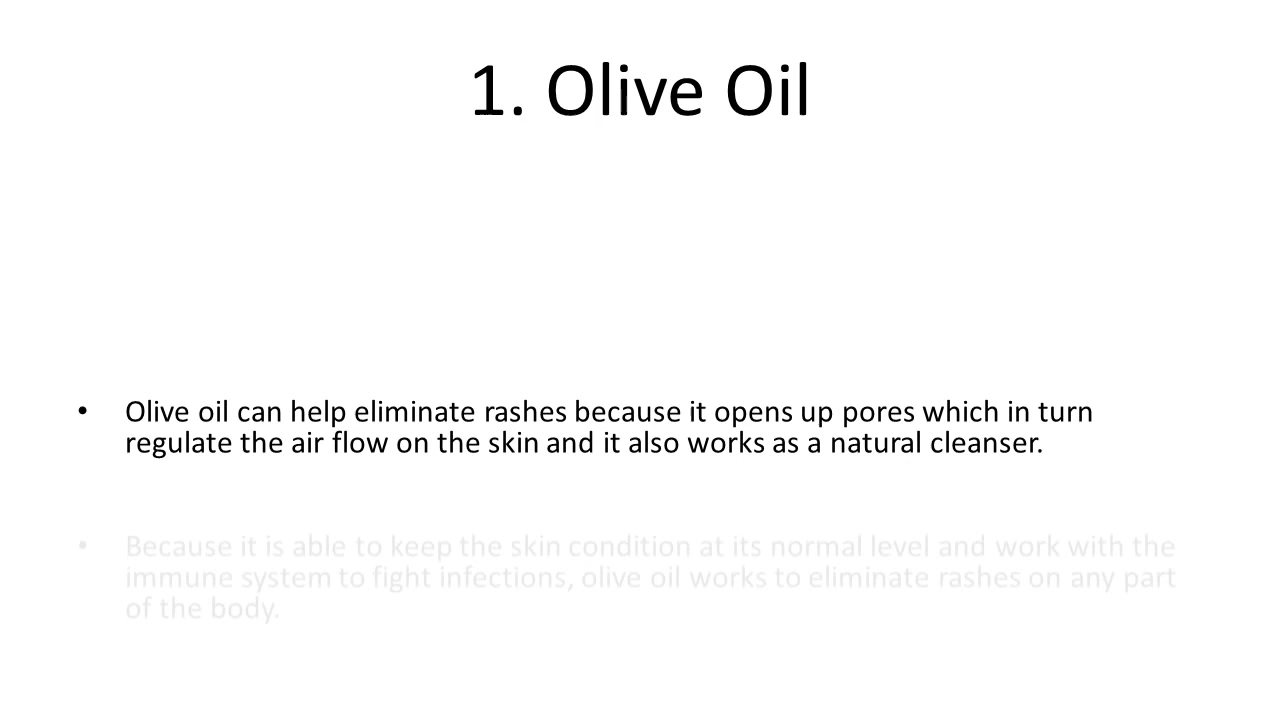 1. Olive Oil
• Olive oil can help eliminate rashes because it opens up pores which in turn
regulate the air flow on the skin and it also works as a natural cleanser.
• Because it is able to keep the skin condition at its normal level and work with the
immune system to fight infections, olive oil works to eliminate rashes on any part
of the body.